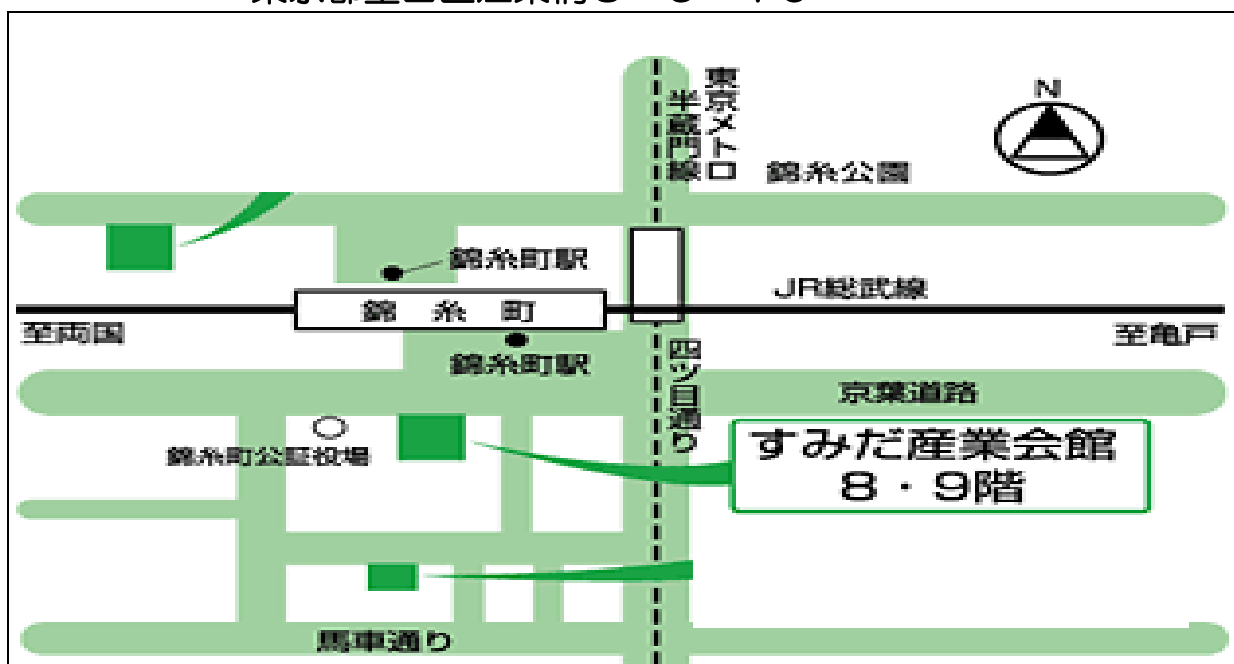 東京メトロ
半蔵門線
N
錦糸公園
錦糸町駅
JR総武線
錦 糸 町
至両国
至亀戸
錦糸町駅
四ツ目通り
京葉道路
錦糸町公証役場
すみだ産業会館
8・9階
馬車通り